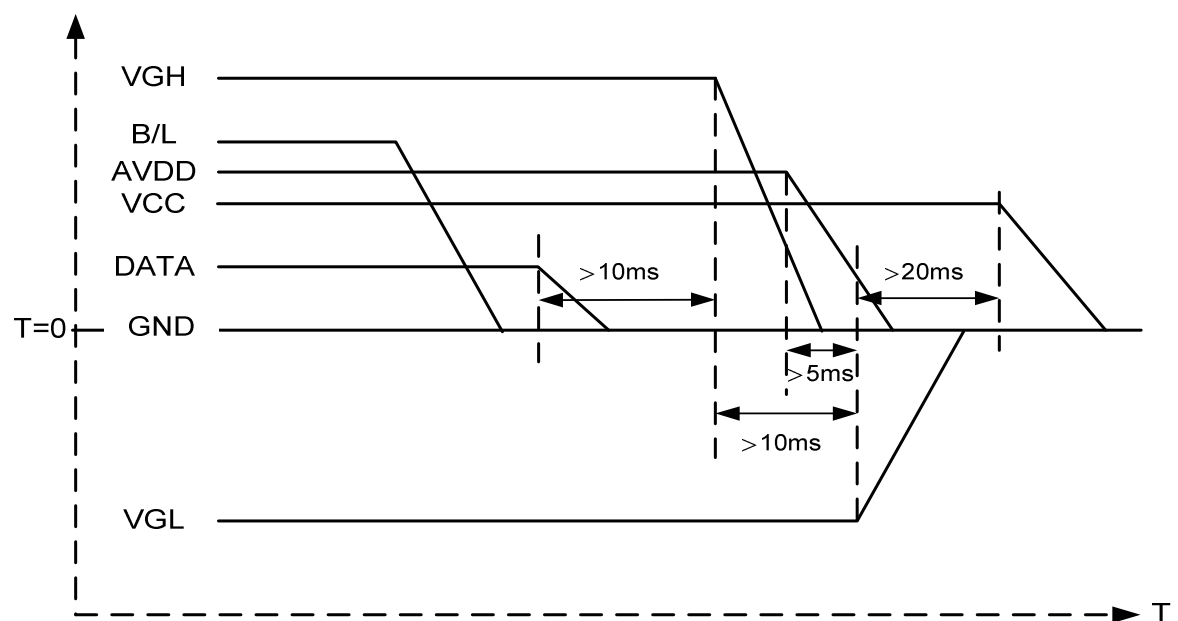 VGH
B/L
AVDD
VCC
DATA
>10ms
>20ms
T=0
GND
>5ms
>10ms
VGL
T